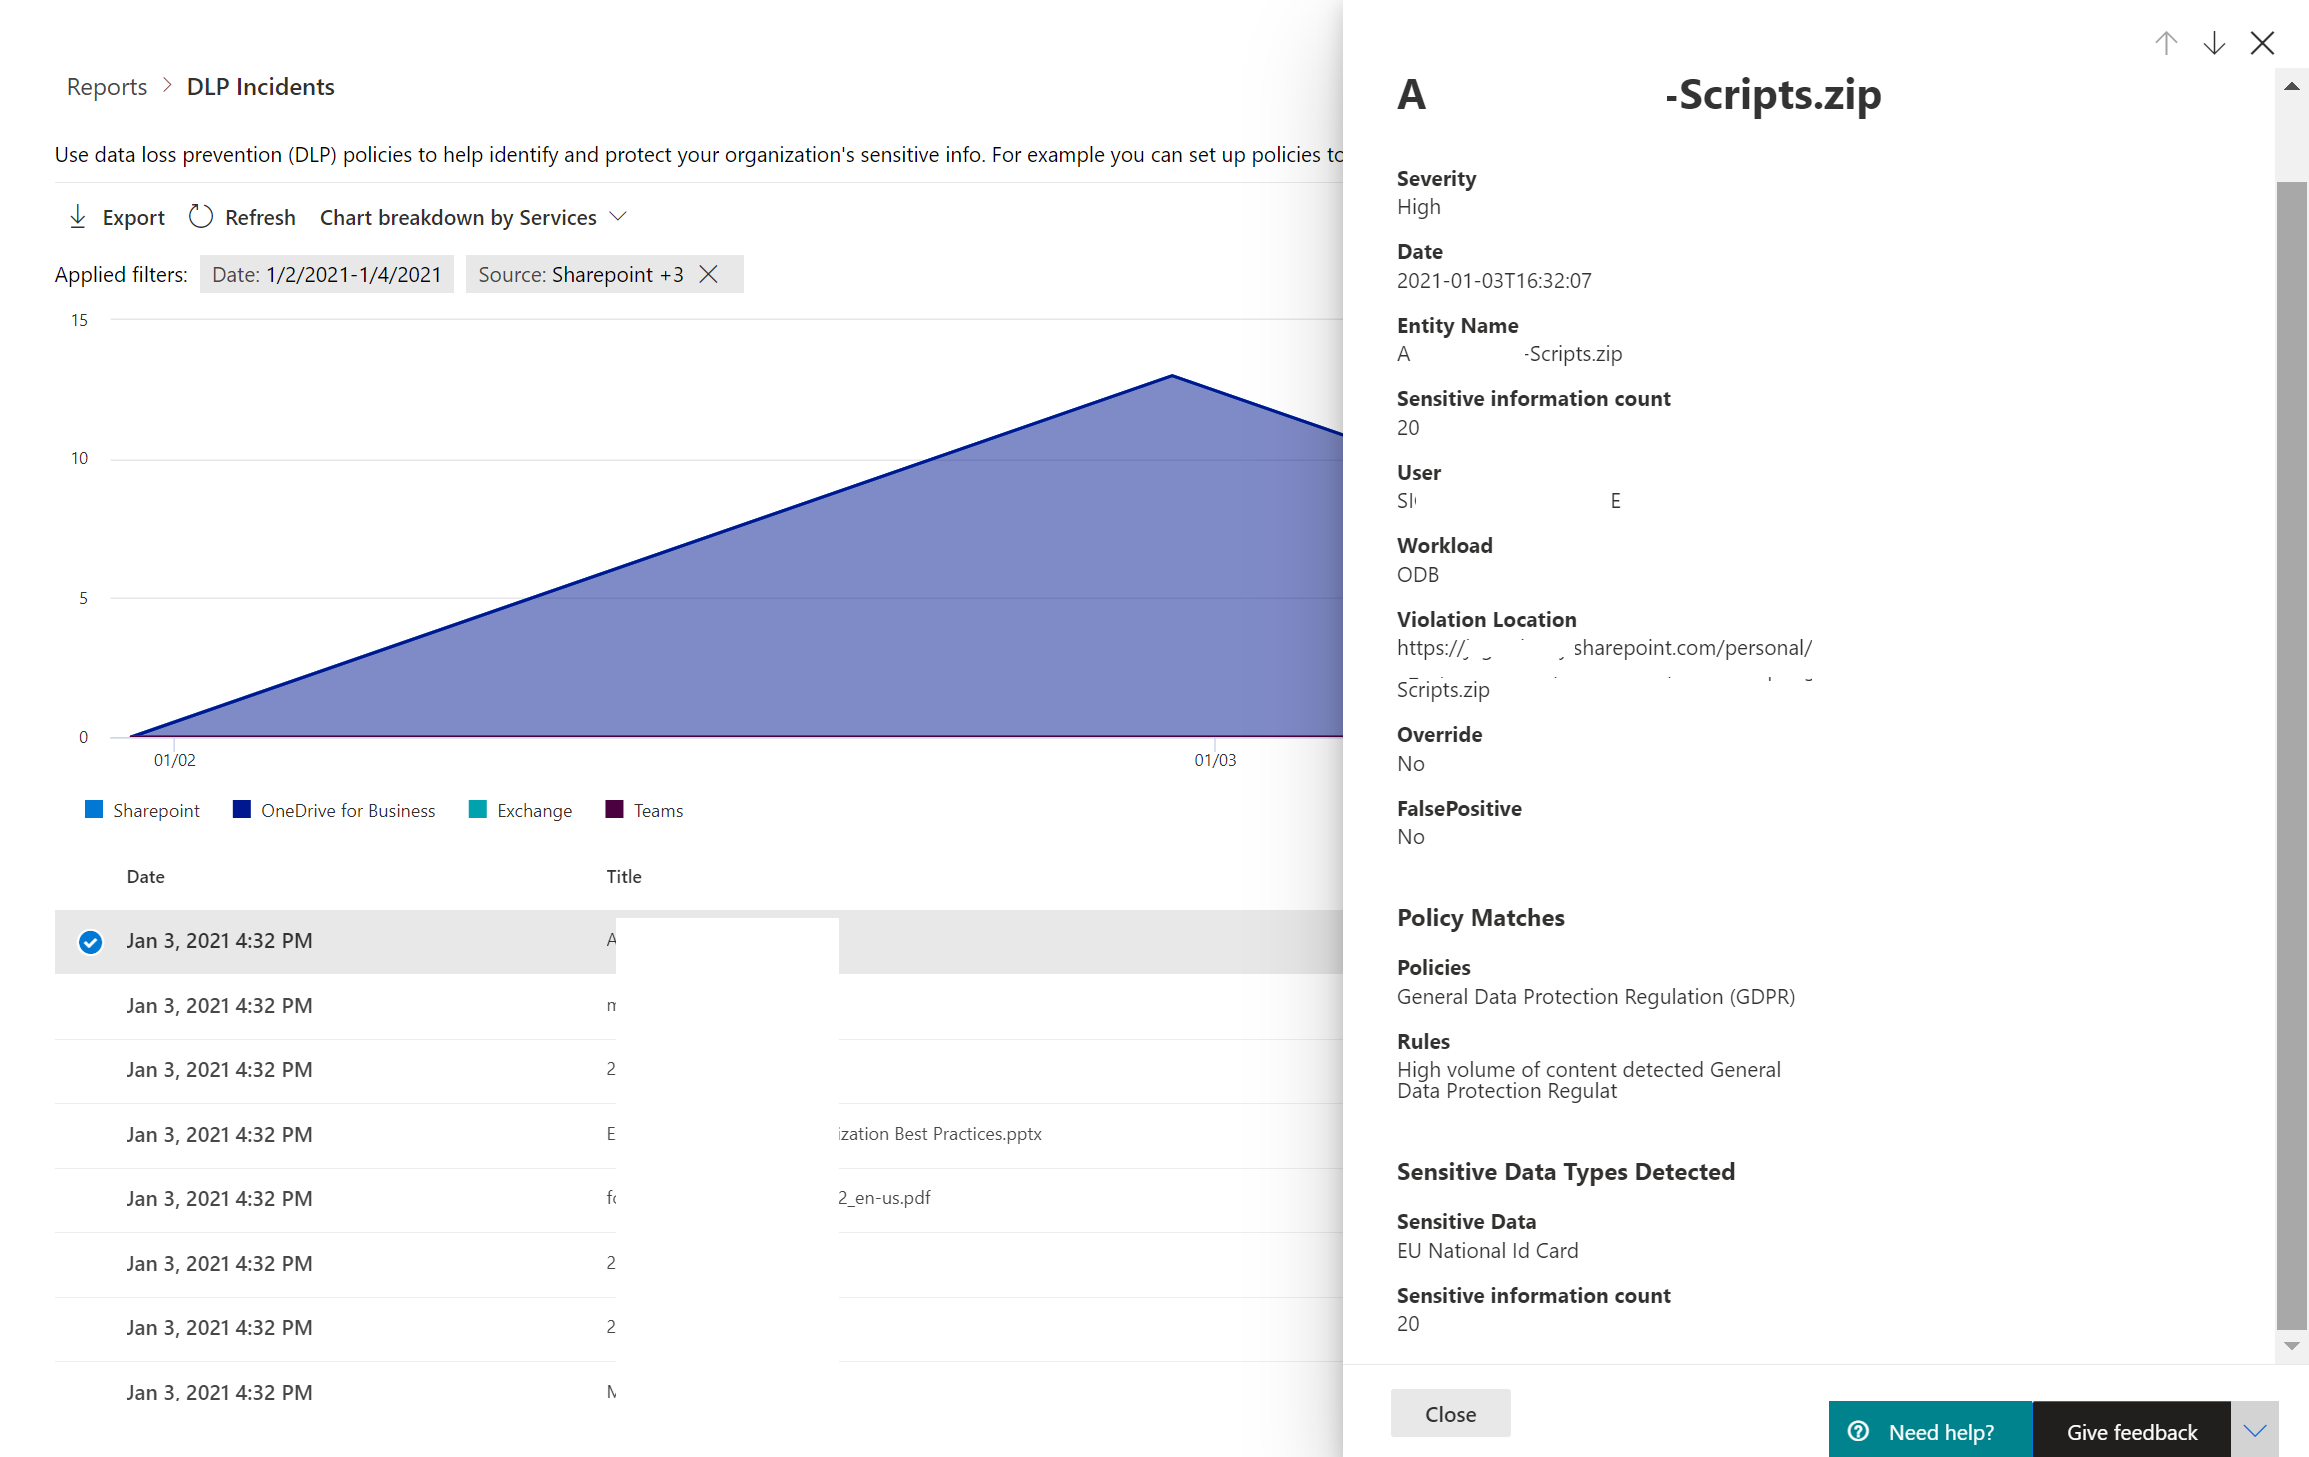 Reports > DLP Incidents
Use data loss prevention (DLP) policies to help identify and protect your organization's sensitive info. For example you can set up policies to
Export Refresh Chart breakdown by Services
Applied filters: Date: 1/2/2021-1/4/2021 Source: Sharepoint +3
15
10
5
0
01/02 01/03
Sharepoint OneDrive for Business Exchange Teams
Date Title
Jan 3, 2021 4:32 PM A
Jan 3, 2021 4:32 PM
Jan 3, 2021 4:32 PM 2
Jan 3, 2021 4:32 PM E ization Best Practices.pptx
Jan 3, 2021 4:32 PM 2_en-us.pdf
Jan 3, 2021 4:32 PM 2
Jan 3, 2021 4:32 PM 2
Jan 3, 2021 4:32 PM
A -Scripts.zip
Severity
High
Date
2021-01-03T16:32:07
Entity Name
A -Scripts.zip
Sensitive information count
20
User
SI E
Workload
ODB
Violation Location
https:// sharepoint.com/personal/
Scripts.zip
Override
No
FalsePositive
No
Policy Matches
Policies
General Data Protection Regulation (GDPR)
Rules
High volume of content detected General
Data Protection Regulat
Sensitive Data Types Detected
Sensitive Data
EU National Id Card
Sensitive information count
20
Close
Need help? Give feedback